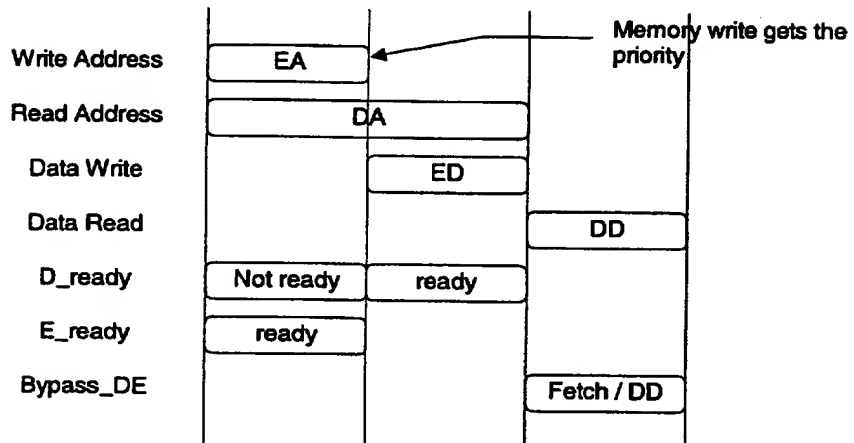 Memory write gets the
priority
Write Address EA
Read Address DA
Data Write ED
Data Read DD
D_ready Not ready ready
E_ready ready
Bypass_DE Fetch / DD